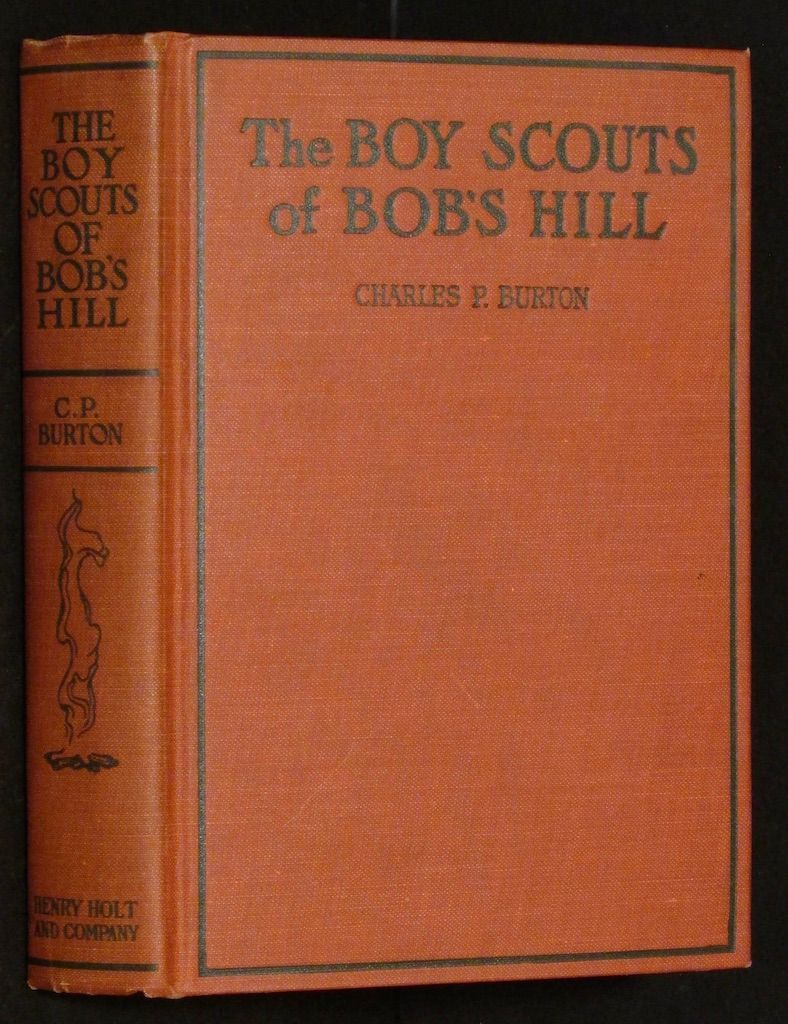 THE
BOY
SCOUTS
OF
BOB'S
HILL
C.P.
BURTON
HENRY HOLT
AND COMPANY
The BOY SCOUTS
of BOB'S HILL
CHARLES P. BURTON